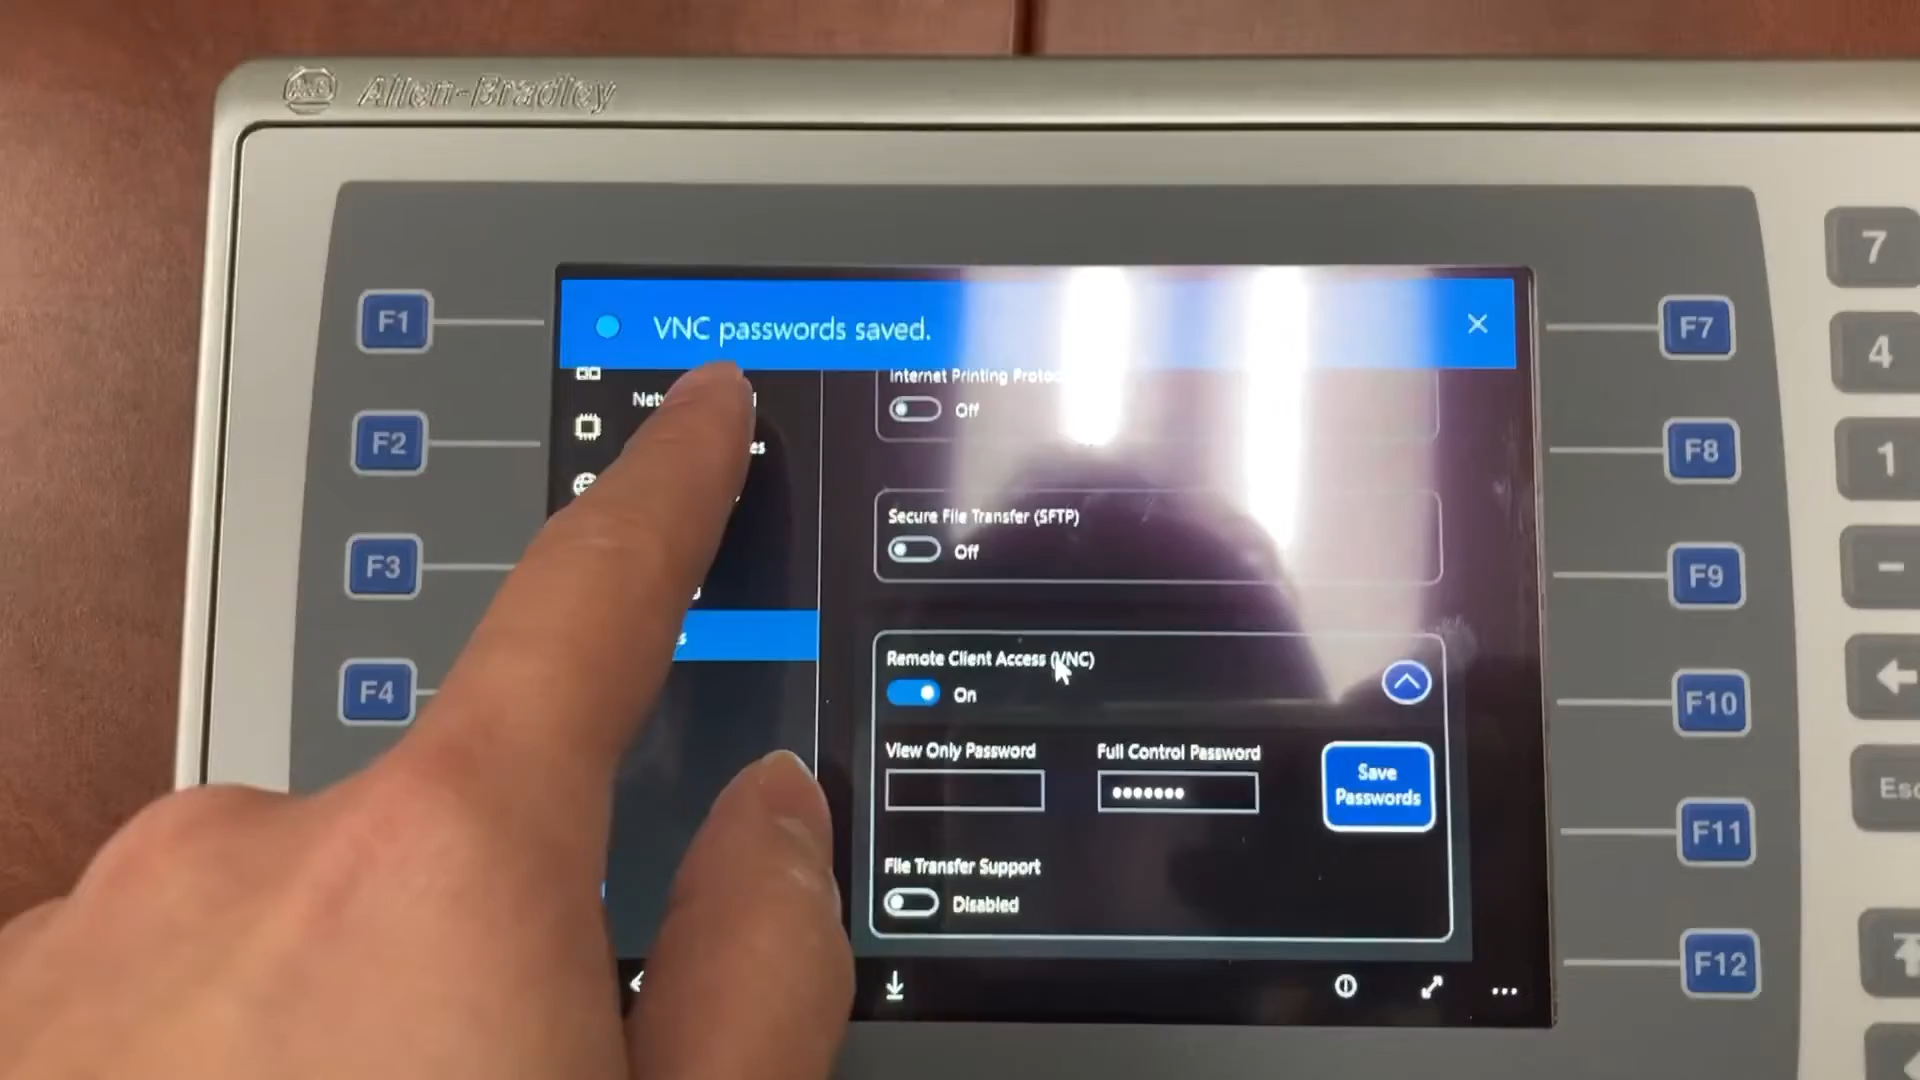 Allen-Bradley
F1
F2
F3
F4
VNC passwords saved.
Internet Printing
Off
Secure File Transfer (SFTP)
Off
Remote Client Access (VNC)
On
View Only Password
Full Control Password
Save
Passwords
File Transfer Support
Disabled
F7
F8
F9
F10
F11
F12
7
4
1
-